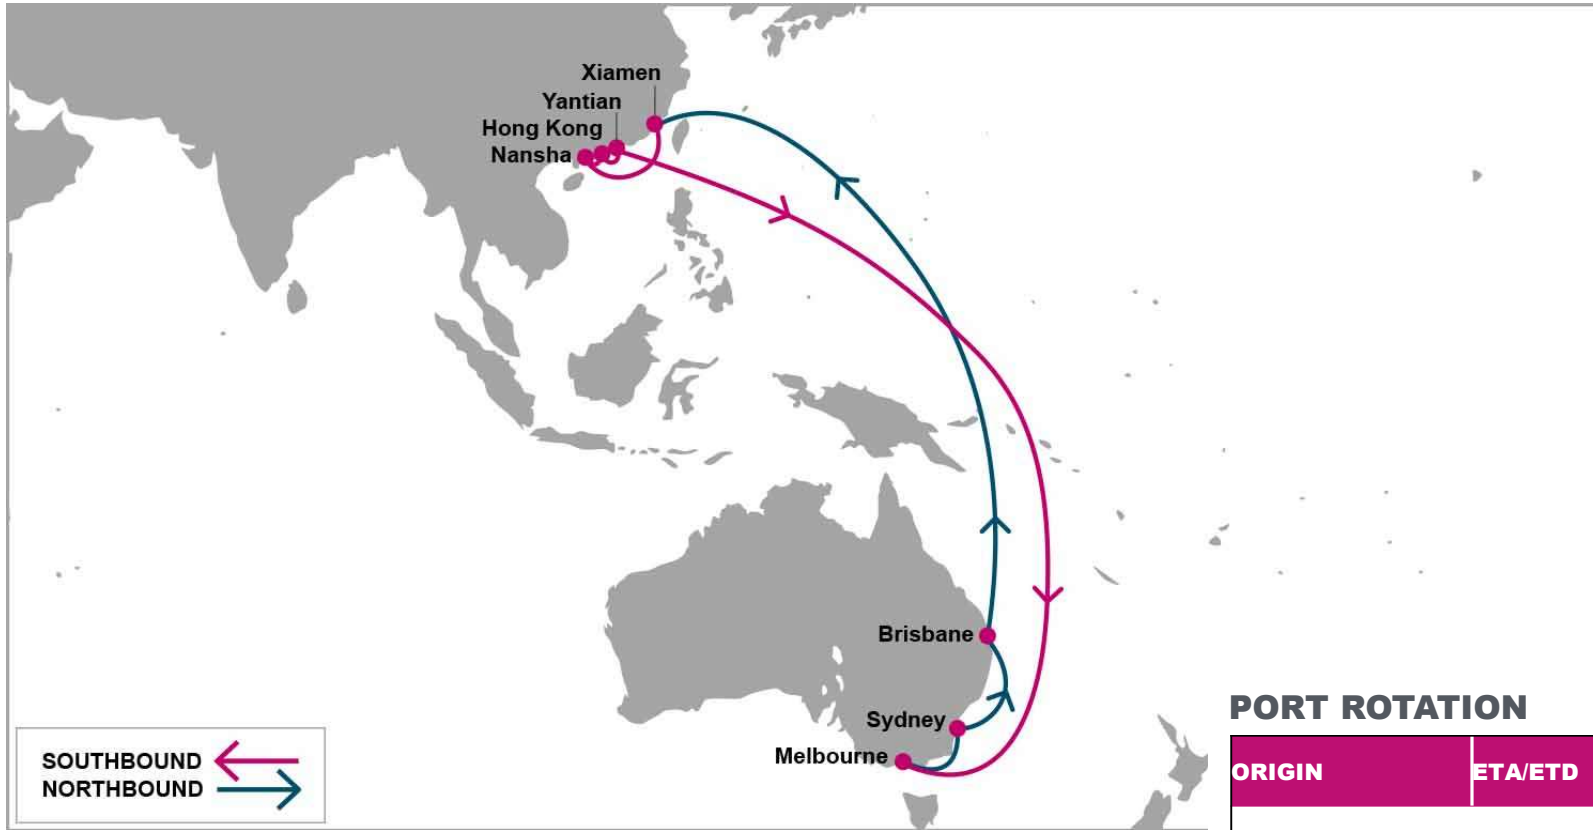 Xiamen
Yantian
Hong Kong
Nansha
Brisbane
Sydney
Melbourne
SOUTHBOUND
NORTHBOUND
PORT ROTATION
ORIGIN ETA/ETD